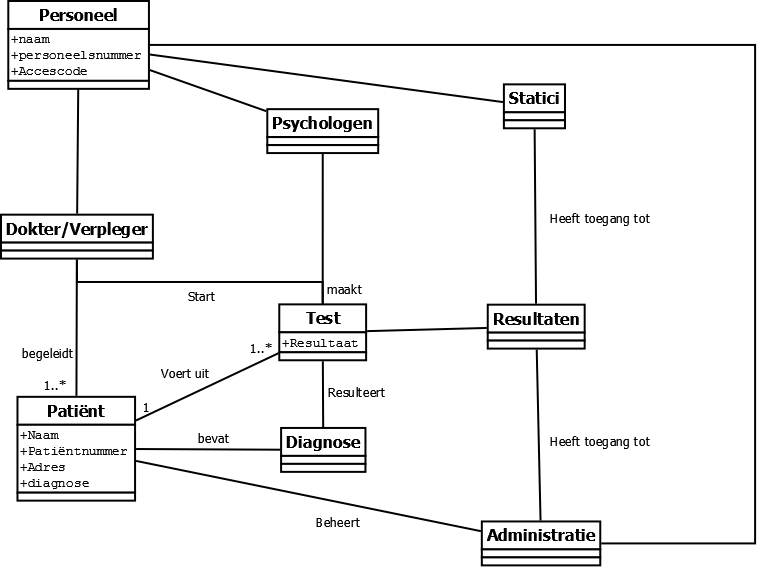 Personeel
+naam
+personeelsnummer
+Accescode
Statici
Psychologen
Dokter/Verpleger
Heeft toegang tot
Start
maakt
Test
+Resultaat
Resultaten
begeleidt
1..*
Voert uit
1..*
1
Resulteert
Patiënt
+Naam
+Patiëntnummer
+Adres
+diagnose
bevat
Diagnose
Heeft toegang tot
Beheert
Administratie